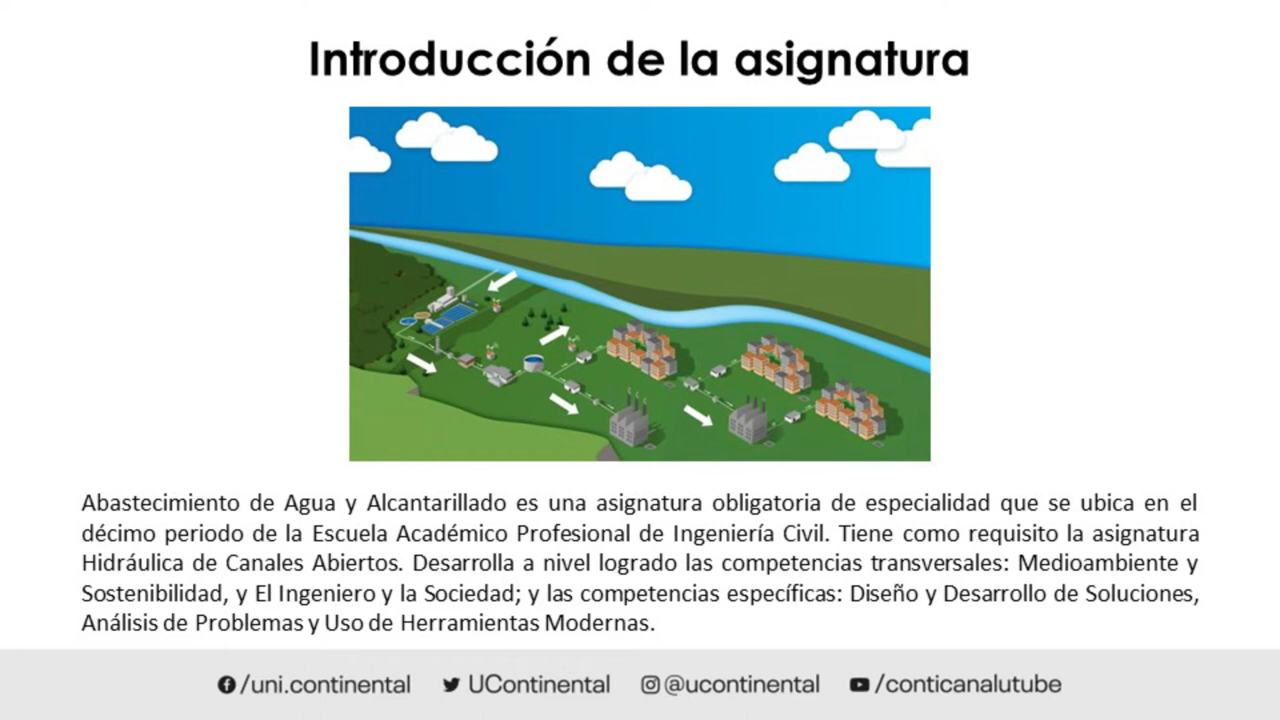 Introducción de la asignatura
Abastecimiento de Agua y Alcantarillado es una asignatura obligatoria de especialidad que se ubica en el
décimo periodo de la Escuela Académico Profesional de Ingeniería Civil. Tiene como requisito la asignatura
Hidráulica de Canales Abiertos. Desarrolla a nivel logrado las competencias transversales: Medioambiente y
Sostenibilidad, y El Ingeniero y la Sociedad; y las competencias específicas: Diseño y Desarrollo de Soluciones,
Análisis de Problemas y Uso de Herramientas Modernas.
/uni.continental UContinental @ucontinental /conticanalutube